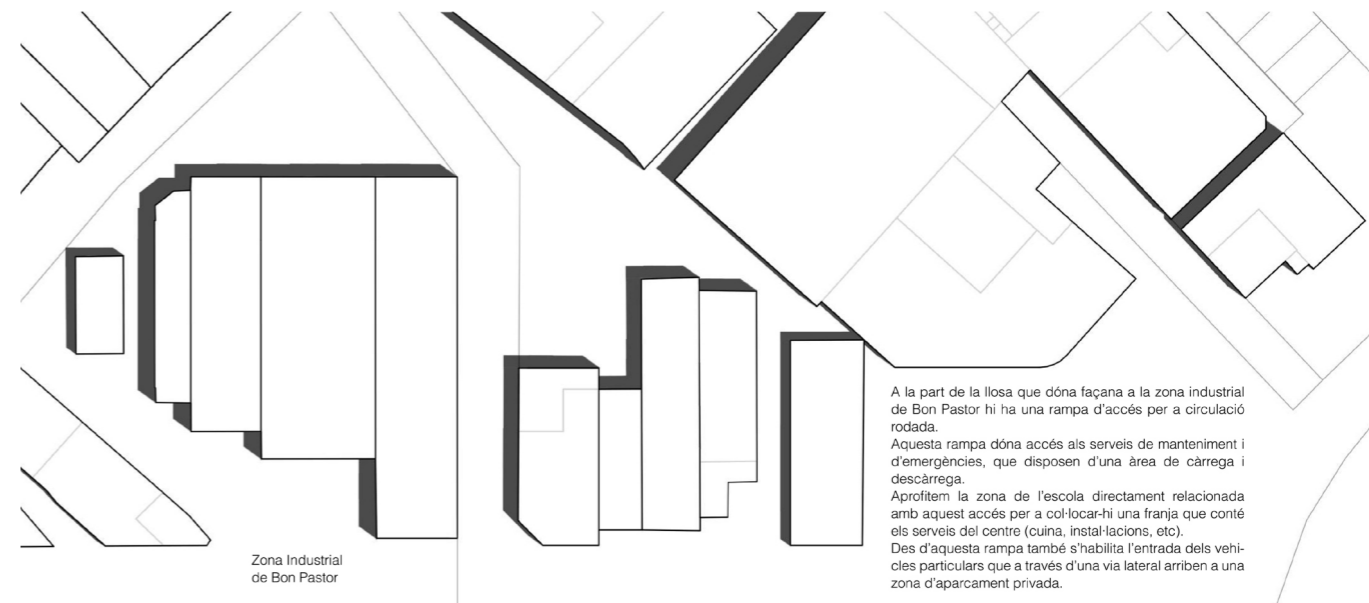 A la part de la llosa que dóna façana a la zona industrial
de Bon Pastor hi ha una rampa d'accés per a circulació
rodada.
Aquesta rampa dóna accés als serveis de manteniment i
d'emergències, que disposen d'una àrea de càrrega i
descàrrega.
Aprofitem la zona de l'escola directament relacionada
amb aquest accés per a col·locar-hi una franja que conté
els serveis del centre (cuina, instal·lacions, etc).
Des d'aquesta rampa també s'habilita l'entrada dels vehi-
cles particulars que a través d'una via lateral arriben a una
zona d'aparcament privada.
Zona Industrial
de Bon Pastor